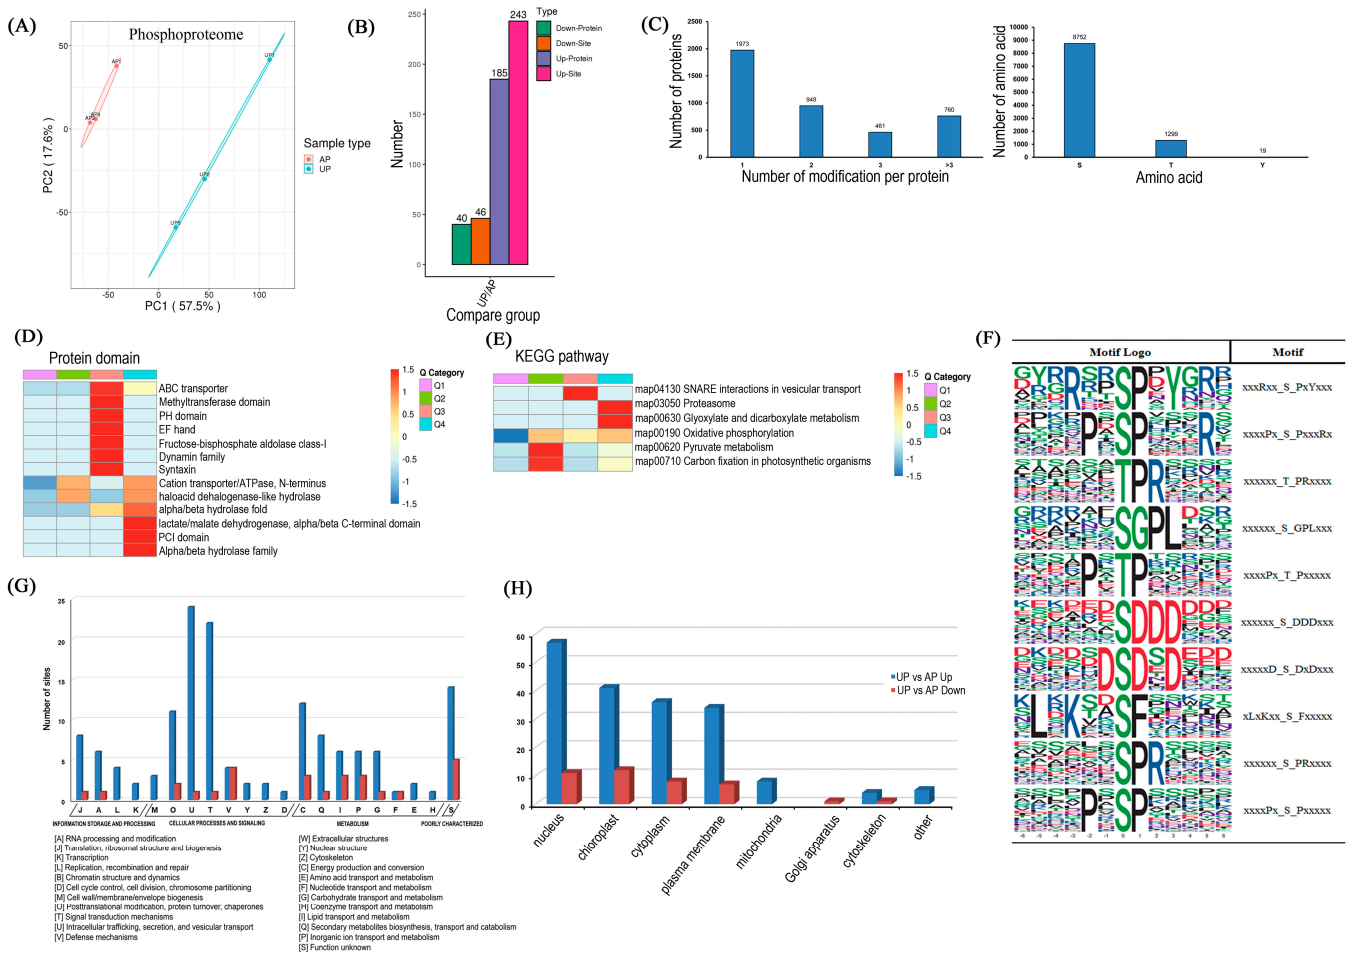 (A)
Phosphoproteome
50
0
-50
-50
0
50
100
PC2 ( 17.6% )
PC1 ( 57.5% )
UP1
Sample type
AP
UP
(B)
Type
Down-Protein
Down-Site
Up-Protein
Up-Site
250
200
150
100
50
0
40
46
185
243
Number
UP/AP
Compare group
(C)
2500
2000
1500
1000
500
0
1973
948
461
760
1
2
3
>3
Number of proteins
Number of modification per protein
10000
9000
8000
7000
6000
5000
4000
3000
2000
1000
0
8752
1299
19
S
T
Y
Number of amino acid
Amino acid
(D)
Protein domain
ABC transporter
Methyltransferase domain
PH domain
EF hand
Fructose-bisphosphate aldolase class-I
Dynamin family
Syntaxin
Cation transporter/ATPase, N-terminus
haloacid dehalogenase-like hydrolase
alpha/beta hydrolase fold
lactate/malate dehydrogenase, alpha/beta C-terminal domain
PCI domain
Alpha/beta hydrolase family
1.5
1
0.5
0
-0.5
-1
-1.5
Q Category
Q1
Q2
Q3
Q4
(E)
KEGG pathway
map04130 SNARE interactions in vesicular transport
map03050 Proteasome
map00630 Glyoxylate and dicarboxylate metabolism
map00190 Oxidative phosphorylation
map00620 Pyruvate metabolism
map00710 Carbon fixation in photosynthetic organisms
1.5
1
0.5
0
-0.5
-1
-1.5
Q Category
Q1
Q2
Q3
Q4
(F)
Motif Logo Motif
xxxRxx_S_PxYxxx
xxxxPx_S_PxxxRx
xxxxxx_T_PRxxxx
xxxxxx_S_GPLxxx
xxxxPx_T_Pxxxxx
xxxxxx_S_DDDxxx
xxxxxD_S_DxDxxx
xLxKxx_S_Fxxxxx
xxxxxx_S_PRxxxx
xxxxPx_S_Pxxxxx
-6 -5 -4 -3 -2 -1 0 1 2 3 4 5 6
(G)
25
20
15
10
5
0
Number of sites
J A L K M O U T V Y Z D C Q I P G F E H S
INFORMATION STORAGE AND PROCESSING
CELLULAR PROCESSES AND SIGNALING
METABOLISM
POORLY CHARACTERIZED
[A] RNA processing and modification
[J] Translation, ribosomal structure and biogenesis
[K] Transcription
[L] Replication, recombination and repair
[B] Chromatin structure and dynamics
[D] Cell cycle control, cell division, chromosome partitioning
[M] Cell wall/membrane/envelope biogenesis
[O] Posttranslational modification, protein turnover, chaperones
[T] Signal transduction mechanisms
[U] Intracellular trafficking, secretion, and vesicular transport
[V] Defense mechanisms
[W] Extracellular structures
[Y] Nuclear structure
[Z] Cytoskeleton
[C] Energy production and conversion
[E] Amino acid transport and metabolism
[F] Nucleotide transport and metabolism
[G] Carbohydrate transport and metabolism
[H] Coenzyme transport and metabolism
[I] Lipid transport and metabolism
[Q] Secondary metabolites biosynthesis, transport and catabolism
[P] Inorganic ion transport and metabolism
[S] Function unknown
(H)
60
50
40
30
20
10
0
UP vs AP Up
UP vs AP Down
nucleus
chloroplast
cytoplasm
plasma membrane
mitochondria
Golgi apparatus
cytoskeleton
other